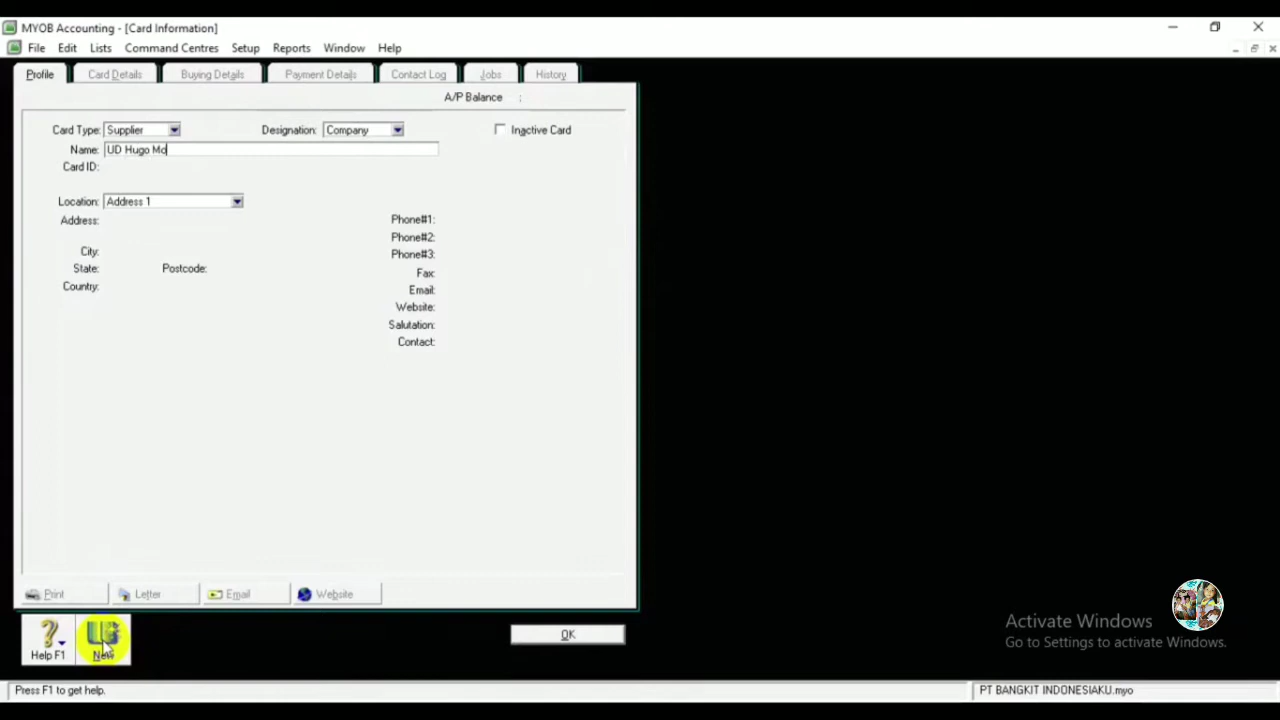 MYOB Accounting - [Card Information]
File Edit Lists Command Centres Setup Reports Window Help
Profile Card Details Buying Details Payment Details Contact Log Jobs History
A/P Balance :
Card Type: Supplier Designation: Company Inactive Card
Name: UD Hugo Mo
Card ID:
Location: Address 1
Address: Phone#1:
Phone#2:
City: Phone#3:
State: Postcode: Fax:
Country: Email:
Website:
Salutation:
Contact:
Print Letter Email Website
Help F1 New OK
Activate Windows
Go to Settings to activate Windows.
Press F1 to get help. PT BANGKIT INDONESIAKU.myo